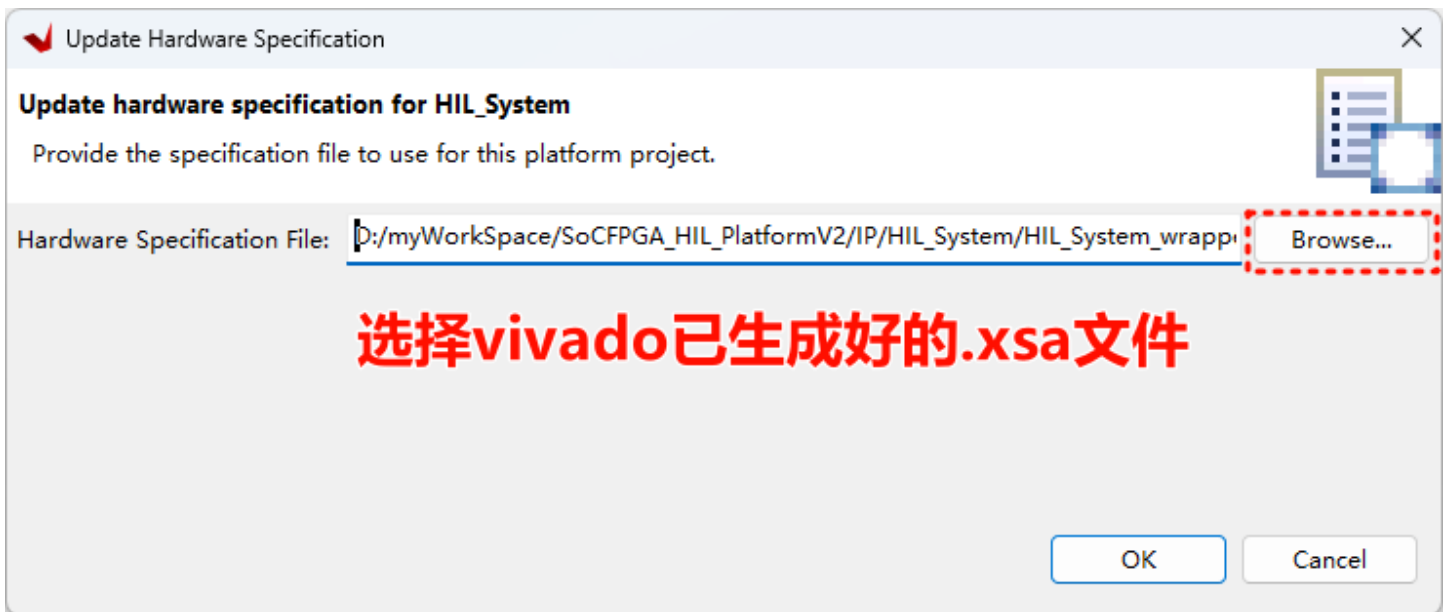 Update Hardware Specification
Update hardware specification for HIL_System
Provide the specification file to use for this platform project.
Hardware Specification File: D:/myWorkSpace/SoCFPGA_HIL_PlatformV2/IP/HIL_System/HIL_System_wrappe Browse...
选择vivado已生成好的.xsa文件
OK Cancel